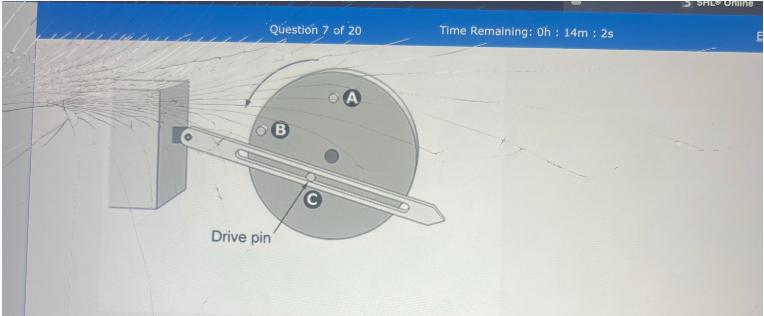 SHL® Online
Question 7 of 20
Time Remaining: 0h : 14m : 2s
E
A
B
C
Drive pin